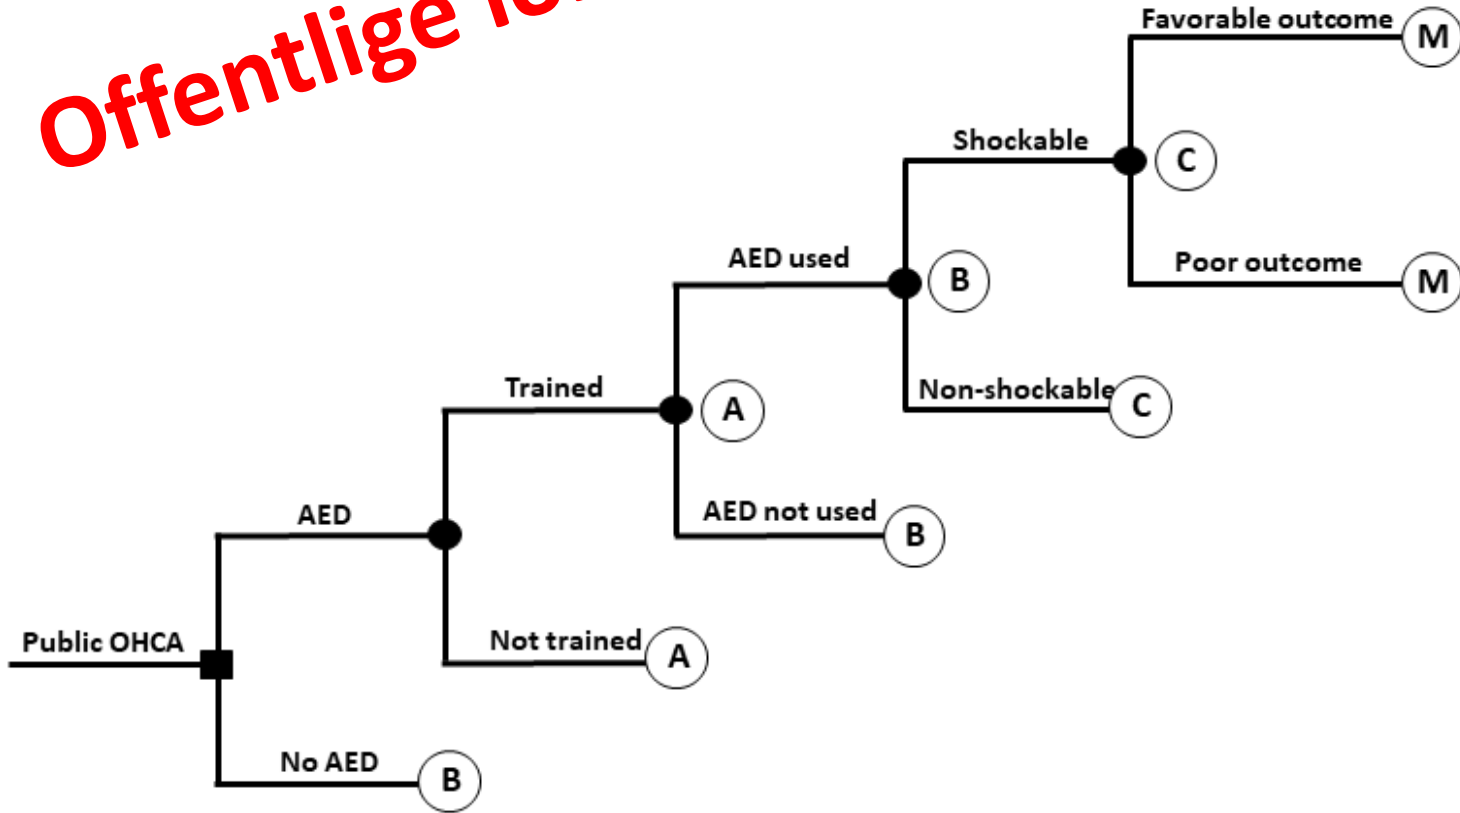 Offentlige
Favorable outcome
M
Shockable
C
AED used
B
Poor outcome
M
Trained
A
Non-shockable
C
AED
AED not used
B
Public OHCA
Not trained
A
No AED
B